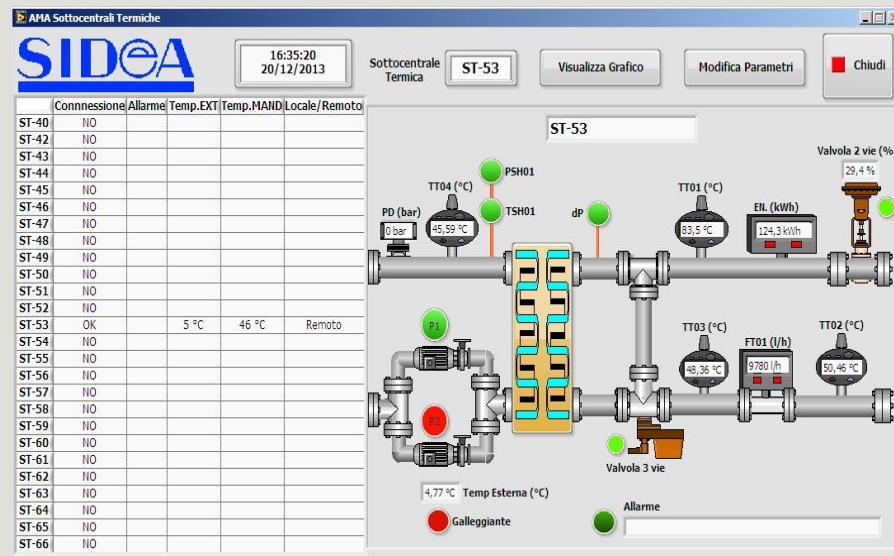 AMA Sottocentrali Termiche
SIDEA
16:35:20
20/12/2013
Sottocentrale
Termica
ST-53
Visualizza Grafico
Modifica Parametri
Chiudi
Connnessione Allarme Temp.EXT Temp.MAND Locale/Remoto
ST-40 NO
ST-42 NO
ST-43 NO
ST-44 NO
ST-45 NO
ST-46 NO
ST-47 NO
ST-48 NO
ST-49 NO
ST-50 NO
ST-51 NO
ST-52 NO
ST-53 OK 5 °C 46 °C Remoto
ST-54 NO
ST-55 NO
ST-56 NO
ST-57 NO
ST-58 NO
ST-59 NO
ST-60 NO
ST-61 NO
ST-62 NO
ST-63 NO
ST-64 NO
ST-65 NO
ST-66 NO
ST-53
Valvola 2 vie (%
29,4 %
PSH01
TT04 (°C)
TT01 (°C)
PD (bar)
TSH01
dP
EN. (kWh)
0 bar
45,59 °C
83,5 °C
124,3 kWh
P1
TT03 (°C)
FT01 (l/h)
TT02 (°C)
48,36 °C
9780 l/h
50,46 °C
P2
Valvola 3 vie
4,77 °C Temp Esterna (°C)
Galleggiante
Allarme